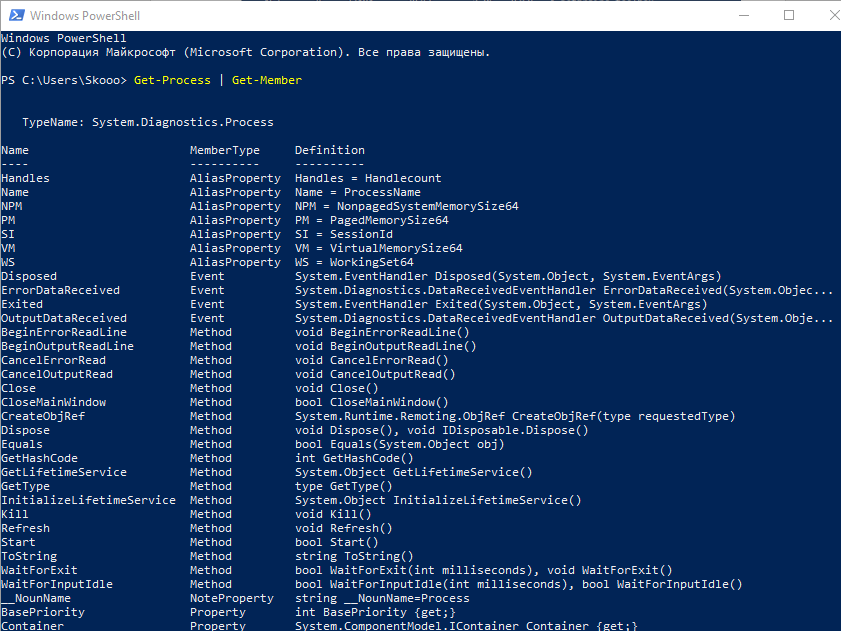 Windows PowerShell
Windows PowerShell
(C) Корпорация Майкрософт (Microsoft Corporation). Все права защищены.
PS C:\Users\Skooo> Get-Process | Get-Member
TypeName: System.Diagnostics.Process
Name MemberType Definition
---- ---------- ----------
Handles AliasProperty Handles = Handlecount
Name AliasProperty Name = ProcessName
NPM AliasProperty NPM = NonpagedSystemMemorySize64
PM AliasProperty PM = PagedMemorySize64
SI AliasProperty SI = SessionId
VM AliasProperty VM = VirtualMemorySize64
WS AliasProperty WS = WorkingSet64
Disposed Event System.EventHandler Disposed(System.Object, System.EventArgs)
ErrorDataReceived Event System.Diagnostics.DataReceivedEventHandler ErrorDataReceived(System.Objec...
Exited Event System.EventHandler Exited(System.Object, System.EventArgs)
OutputDataReceived Event System.Diagnostics.DataReceivedEventHandler OutputDataReceived(System.Obje...
BeginErrorReadLine Method void BeginErrorReadLine()
BeginOutputReadLine Method void BeginOutputReadLine()
CancelErrorRead Method void CancelErrorRead()
CancelOutputRead Method void CancelOutputRead()
Close Method void Close()
CloseMainWindow Method bool CloseMainWindow()
CreateObjRef Method System.Runtime.Remoting.ObjRef CreateObjRef(type requestedType)
Dispose Method void Dispose(), void IDisposable.Dispose()
Equals Method bool Equals(System.Object obj)
GetHashCode Method int GetHashCode()
GetLifetimeService Method System.Object GetLifetimeService()
GetType Method type GetType()
InitializeLifetimeService Method System.Object InitializeLifetimeService()
Kill Method void Kill()
Refresh Method void Refresh()
Start Method bool Start()
ToString Method string ToString()
WaitForExit Method bool WaitForExit(int milliseconds), void WaitForExit()
WaitForInputIdle Method bool WaitForInputIdle(int milliseconds), bool WaitForInputIdle()
__NounName NoteProperty string __NounName=Process
BasePriority Property int BasePriority {get;}
Container Property System.ComponentModel.IContainer Container {get;}